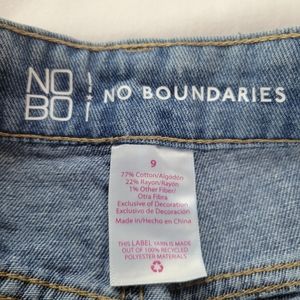 NO
BO
NO BOUNDARIES
9
77% Cotton/Algodón
22% Rayon/Rayón
1% Other Fiber/
Otra Fibra
Exclusive of Decoration
Exclusivo de Decoración
Made in/Hecho en China
THIS LABEL YARN IS MADE
OUT OF 100% RECYCLED
POLYESTER MATERIALS